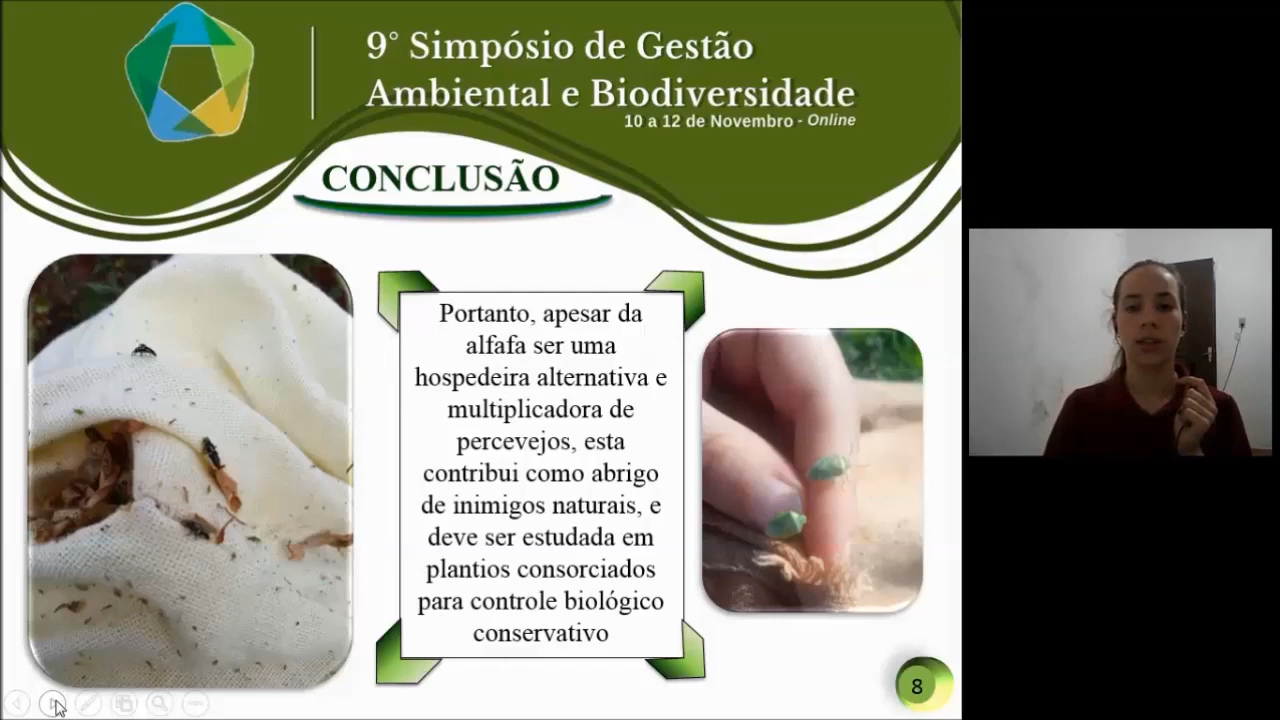 9° Simpósio de Gestão
Ambiental e Biodiversidade
10 a 12 de Novembro - Online
CONCLUSÃO
Portanto, apesar da
alfafa ser uma
hospedeira alternativa e
multiplicadora de
percevejos, esta
contribui como abrigo
de inimigos naturais, e
deve ser estudada em
plantios consorciados
para controle biológico
conservativo
8